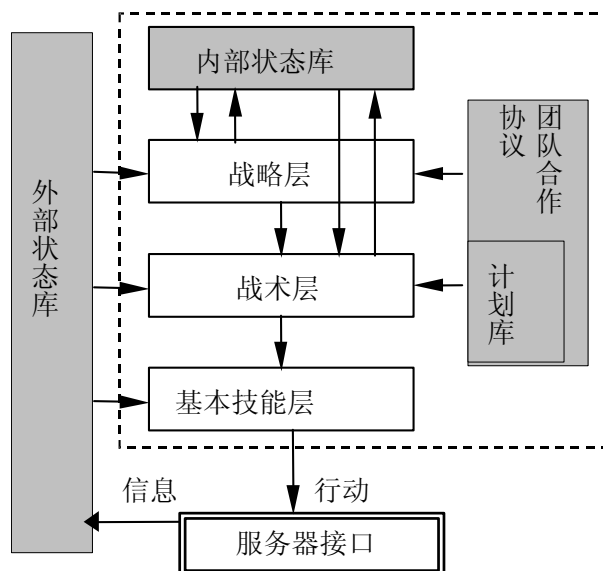 内部状态库
战略层
团队合作
协议
外部状态库
战术层
计划库
基本技能层
信息
行动
服务器接口